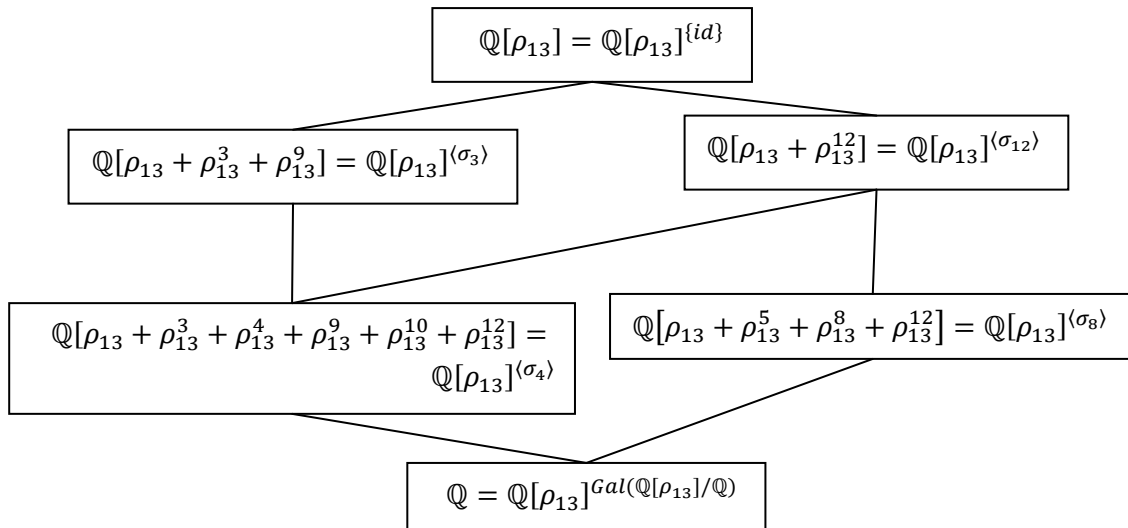 ℚ[ρ₁₃] = ℚ[ρ₁₃]^{{id}}
ℚ[ρ₁₃ + ρ₁₃³ + ρ₁₃⁹] = ℚ[ρ₁₃]^{⟨σ₃⟩}
ℚ[ρ₁₃ + ρ₁₃¹²] = ℚ[ρ₁₃]^{⟨σ₁₂⟩}
ℚ[ρ₁₃ + ρ₁₃³ + ρ₁₃⁴ + ρ₁₃⁹ + ρ₁₃¹⁰ + ρ₁₃¹²] =
ℚ[ρ₁₃]^{⟨σ₄⟩}
ℚ[ρ₁₃ + ρ₁₃⁵ + ρ₁₃⁸ + ρ₁₃¹²] = ℚ[ρ₁₃]^{⟨σ₈⟩}
ℚ = ℚ[ρ₁₃]^{Gal(ℚ[ρ₁₃]/ℚ)}